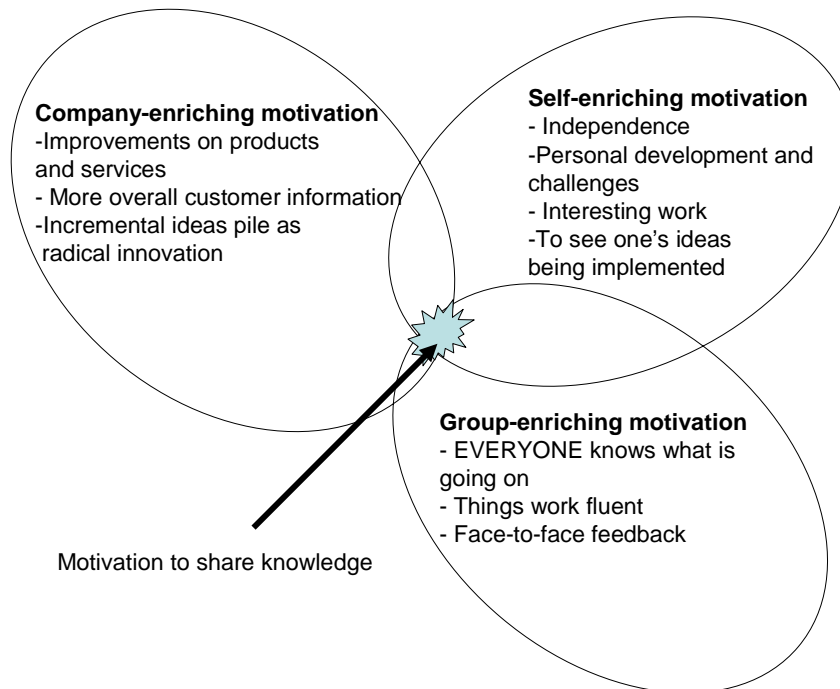 Company-enriching motivation
-Improvements on products
and services
- More overall customer information
-Incremental ideas pile as
radical innovation
Self-enriching motivation
- Independence
-Personal development and
challenges
- Interesting work
-To see one’s ideas
being implemented
Group-enriching motivation
- EVERYONE knows what is
going on
- Things work fluent
- Face-to-face feedback
Motivation to share knowledge